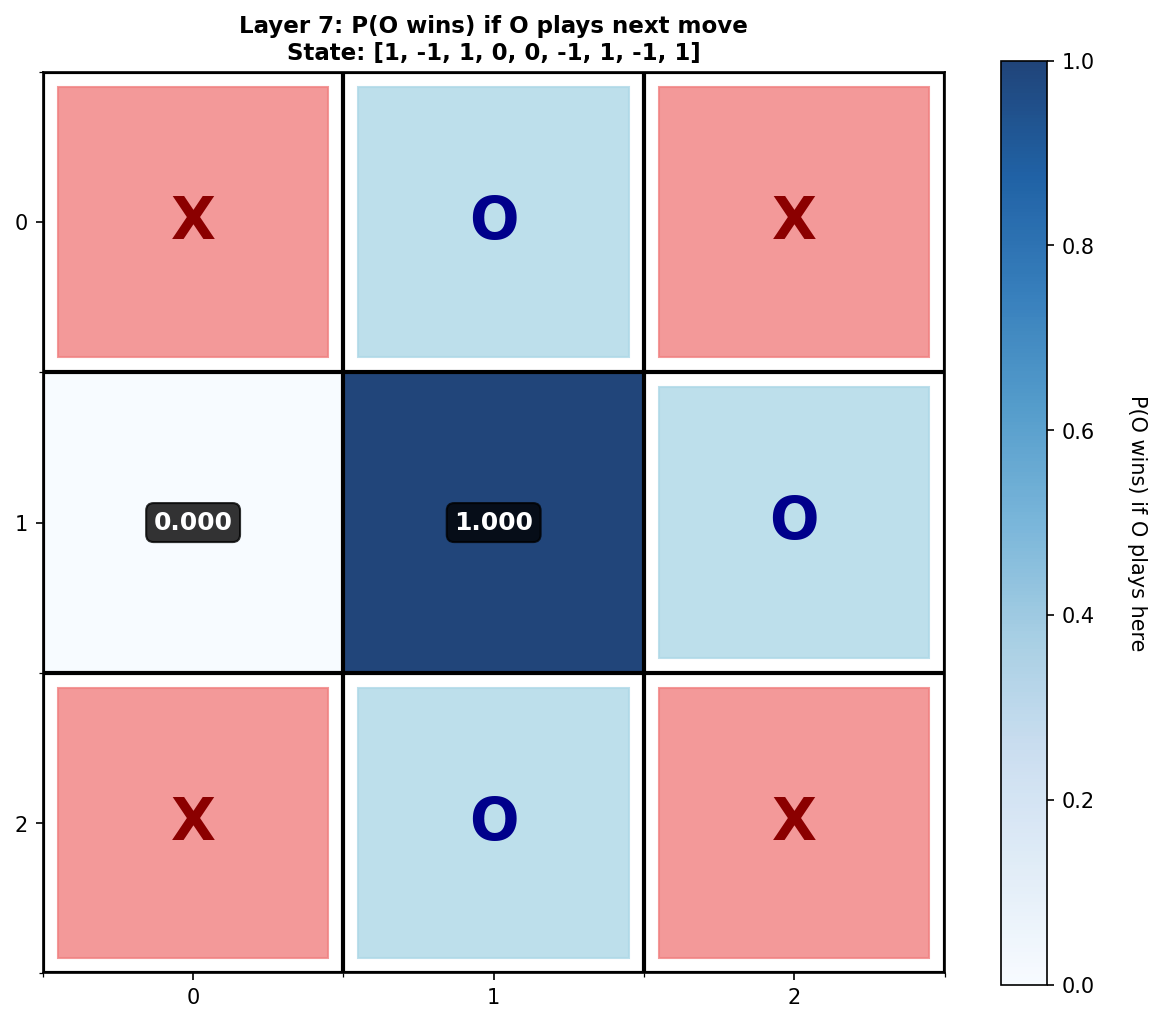 Layer 7: P(O wins) if O plays next move
State: [1, -1, 1, 0, 0, -1, 1, -1, 1]
0
X
O
X
1
0.000
1.000
O
2
X
O
X
0
1
2
1.0
0.8
0.6
0.4
0.2
0.0
P(O wins) if O plays here